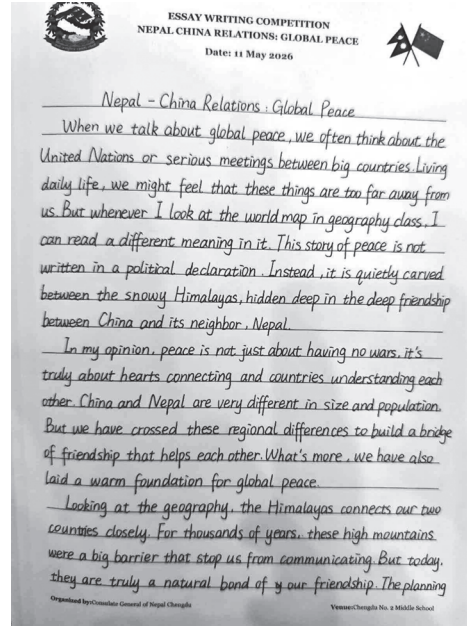 ESSAY WRITING COMPETITION
NEPAL CHINA RELATIONS: GLOBAL PEACE
Date: 11 May 2026
Nepal - China Relations : Global Peace
When we talk about global peace, we often think about the
United Nations or serious meetings between big countries. Living
daily life, we might feel that these things are too far away from
us. But whenever I look at the world map in geography class, I
can read a different meaning in it. This story of peace is not
written in a political declaration. Instead, it is quietly carved
between the snowy Himalayas, hidden deep in the deep friendship
between China and its neighbor, Nepal.
In my opinion, peace is not just about having no wars, it's
truly about hearts connecting and countries understanding each
other. China and Nepal are very different in size and population.
But we have crossed these regional differences to build a bridge
of friendship that helps each other. What's more, we have also
laid a warm foundation for global peace.
Looking at the geography, the Himalayas connects our two
countries closely. For thousands of years, these high mountains
were a big barrier that stop us from communicating. But today,
they are truly a natural bond of y our friendship. The planning
Organized by:Consulate General of Nepal Chengdu
Venue:Chengdu No. 2 Middle School